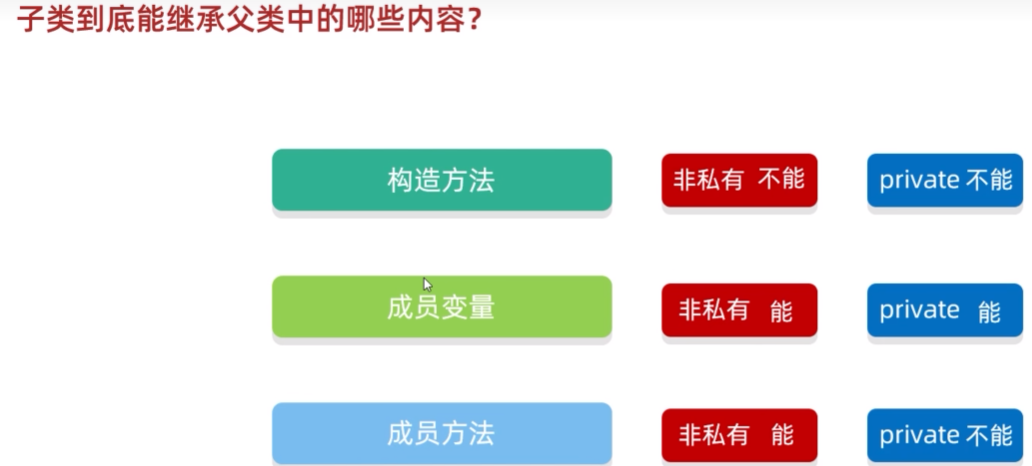 子类到底能继承父类中的哪些内容？
构造方法 非私有 不能 private 不能
成员变量 非私有 能 private 能
成员方法 非私有 能 private 不能